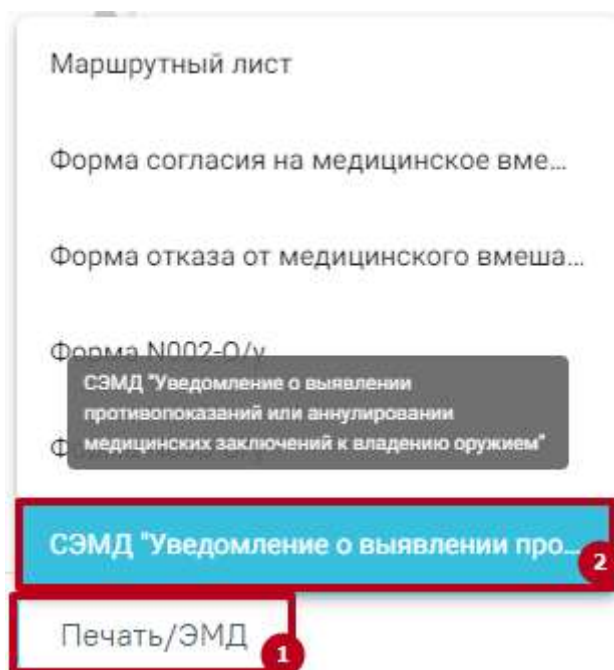 Маршрутный лист
Форма согласия на медицинское вме...
Форма отказа от медицинского вмеша...
Форма N002-О/у
СЭМД "Уведомление о выявлении
противопоказаний или аннулировании
медицинских заключений к владению оружием"
СЭМД "Уведомление о выявлении про...
2
Печать/ЭМД
1